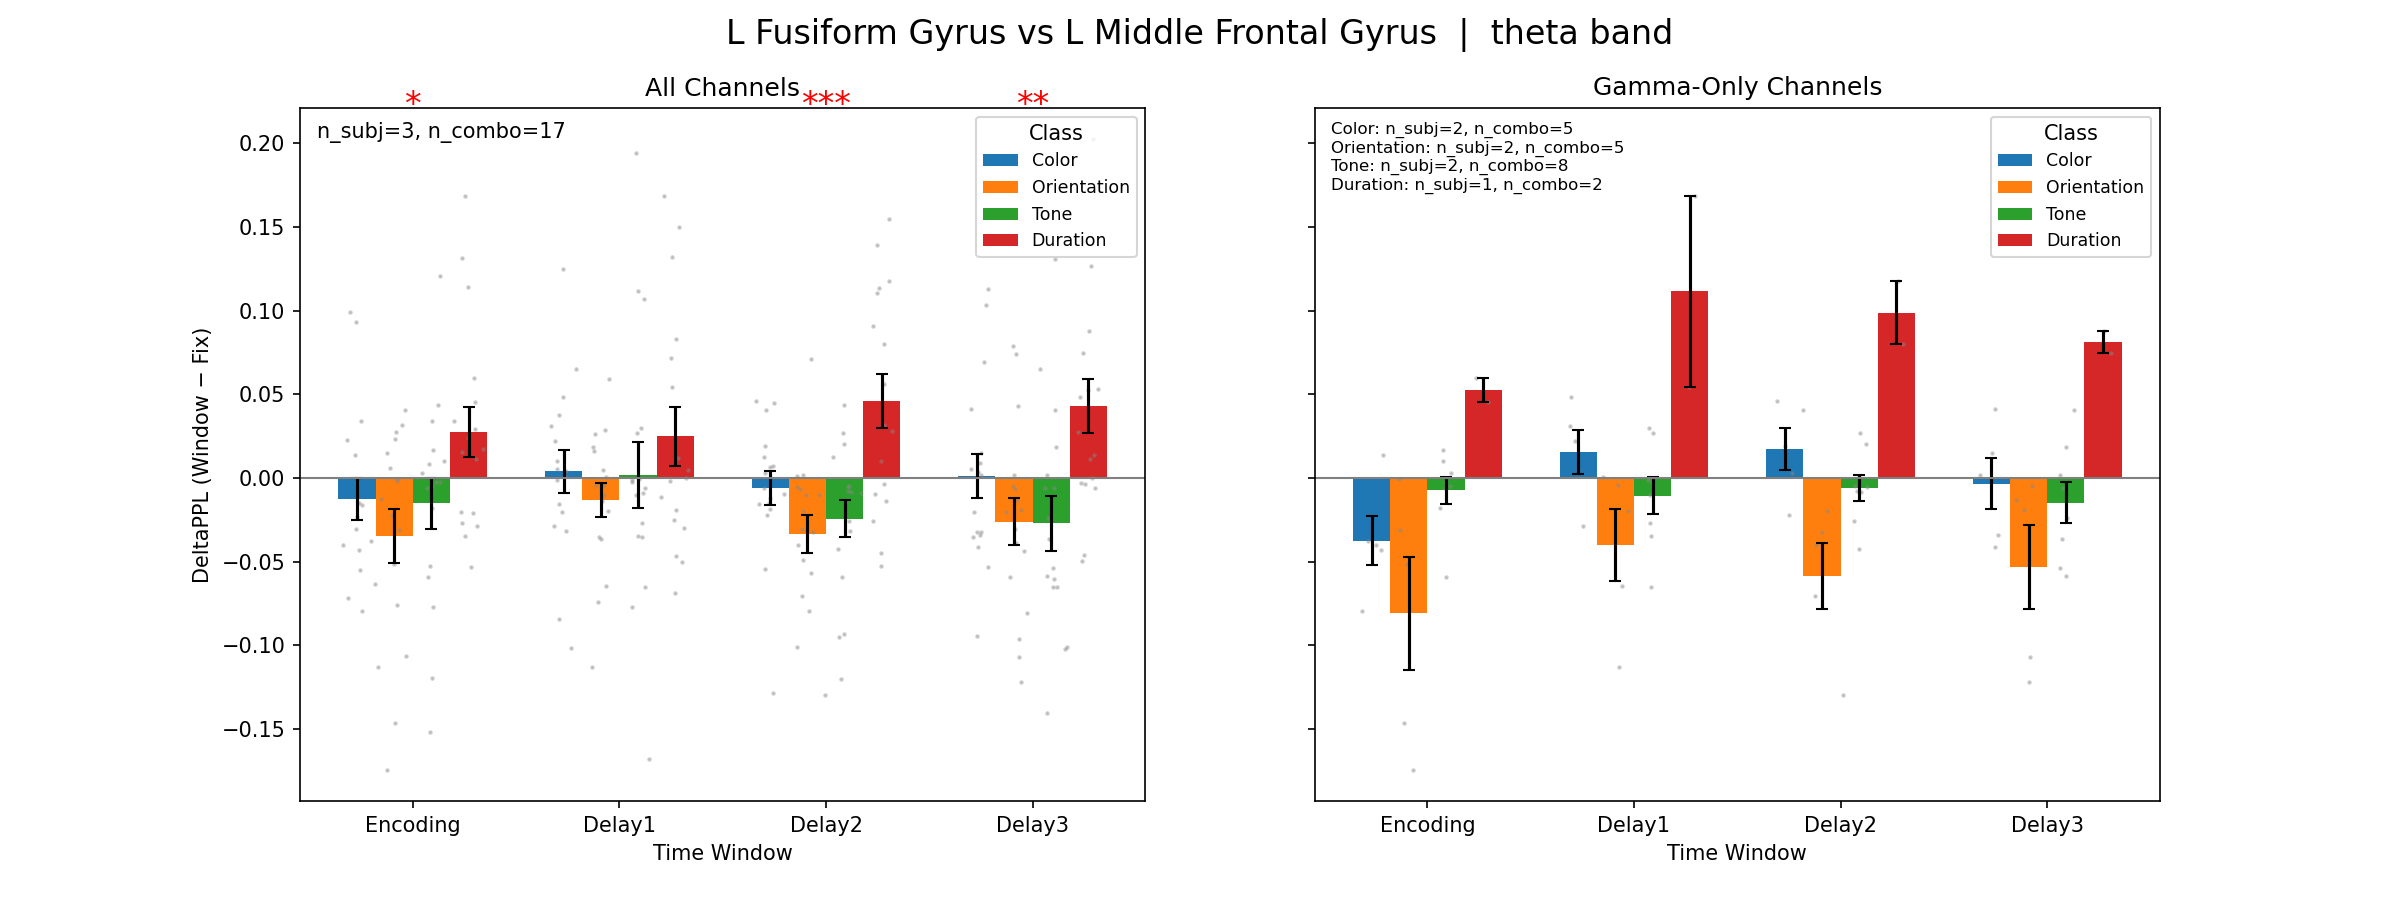 L Fusiform Gyrus vs L Middle Frontal Gyrus | theta band
All Channels
* *** **
n_subj=3, n_combo=17
Class
Color
Orientation
Tone
Duration
DeltaPPL (Window − Fix)
0.20
0.15
0.10
0.05
0.00
−0.05
−0.10
−0.15
Encoding Delay1 Delay2 Delay3
Time Window
Gamma-Only Channels
Color: n_subj=2, n_combo=5
Orientation: n_subj=2, n_combo=5
Tone: n_subj=2, n_combo=8
Duration: n_subj=1, n_combo=2
Class
Color
Orientation
Tone
Duration
Encoding Delay1 Delay2 Delay3
Time Window